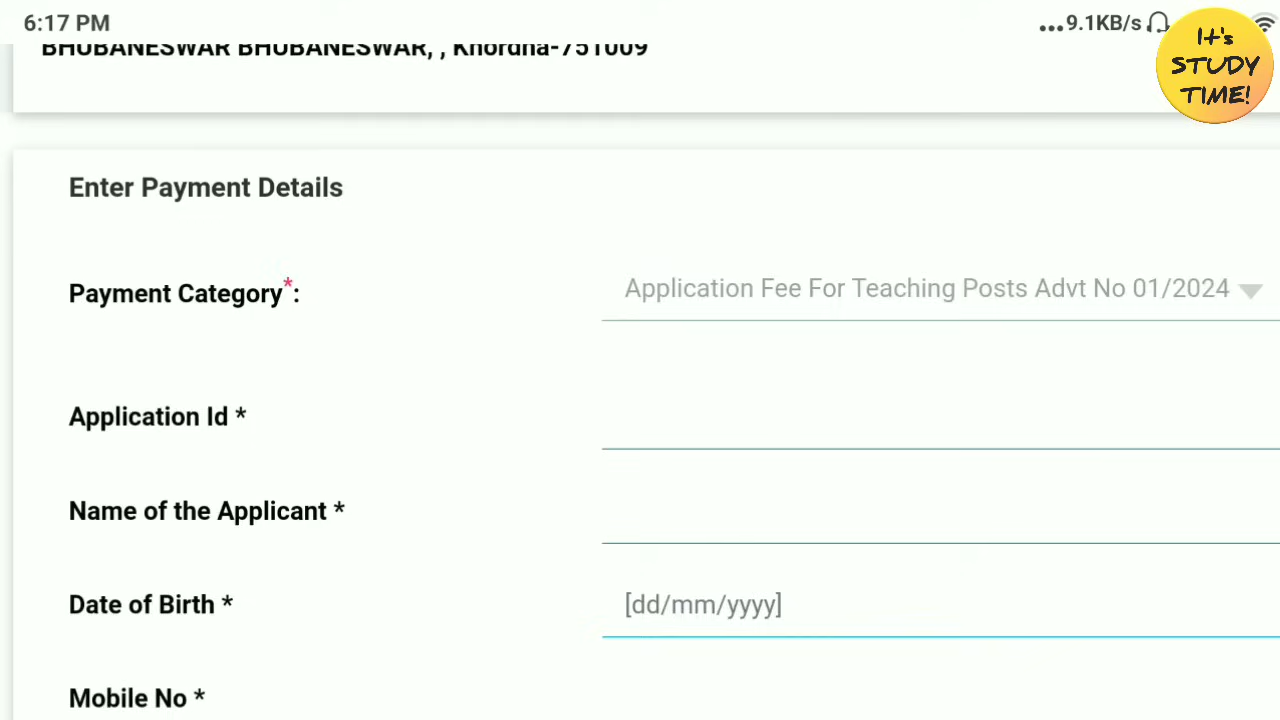 6:17 PM
...9.1KB/s
It's
STUDY
TIME!
BHUBANESWAR BHUBANESWAR, , Khordha-751009
Enter Payment Details
Payment Category*:
Application Fee For Teaching Posts Advt No 01/2024
Application Id *
Name of the Applicant *
Date of Birth *
[dd/mm/yyyy]
Mobile No *